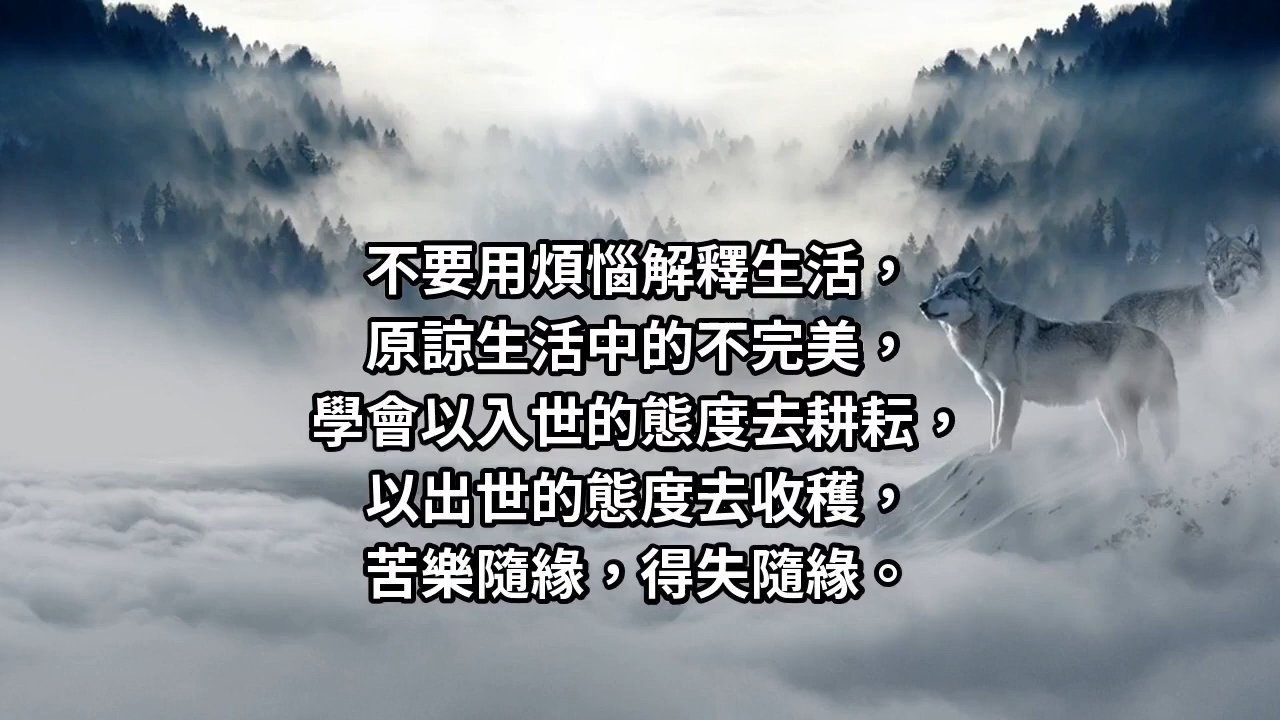 不要用煩惱解釋生活，
原諒生活中的不完美，
學會以入世的態度去耕耘，
以出世的態度去收穫，
苦樂隨緣，得失隨緣。